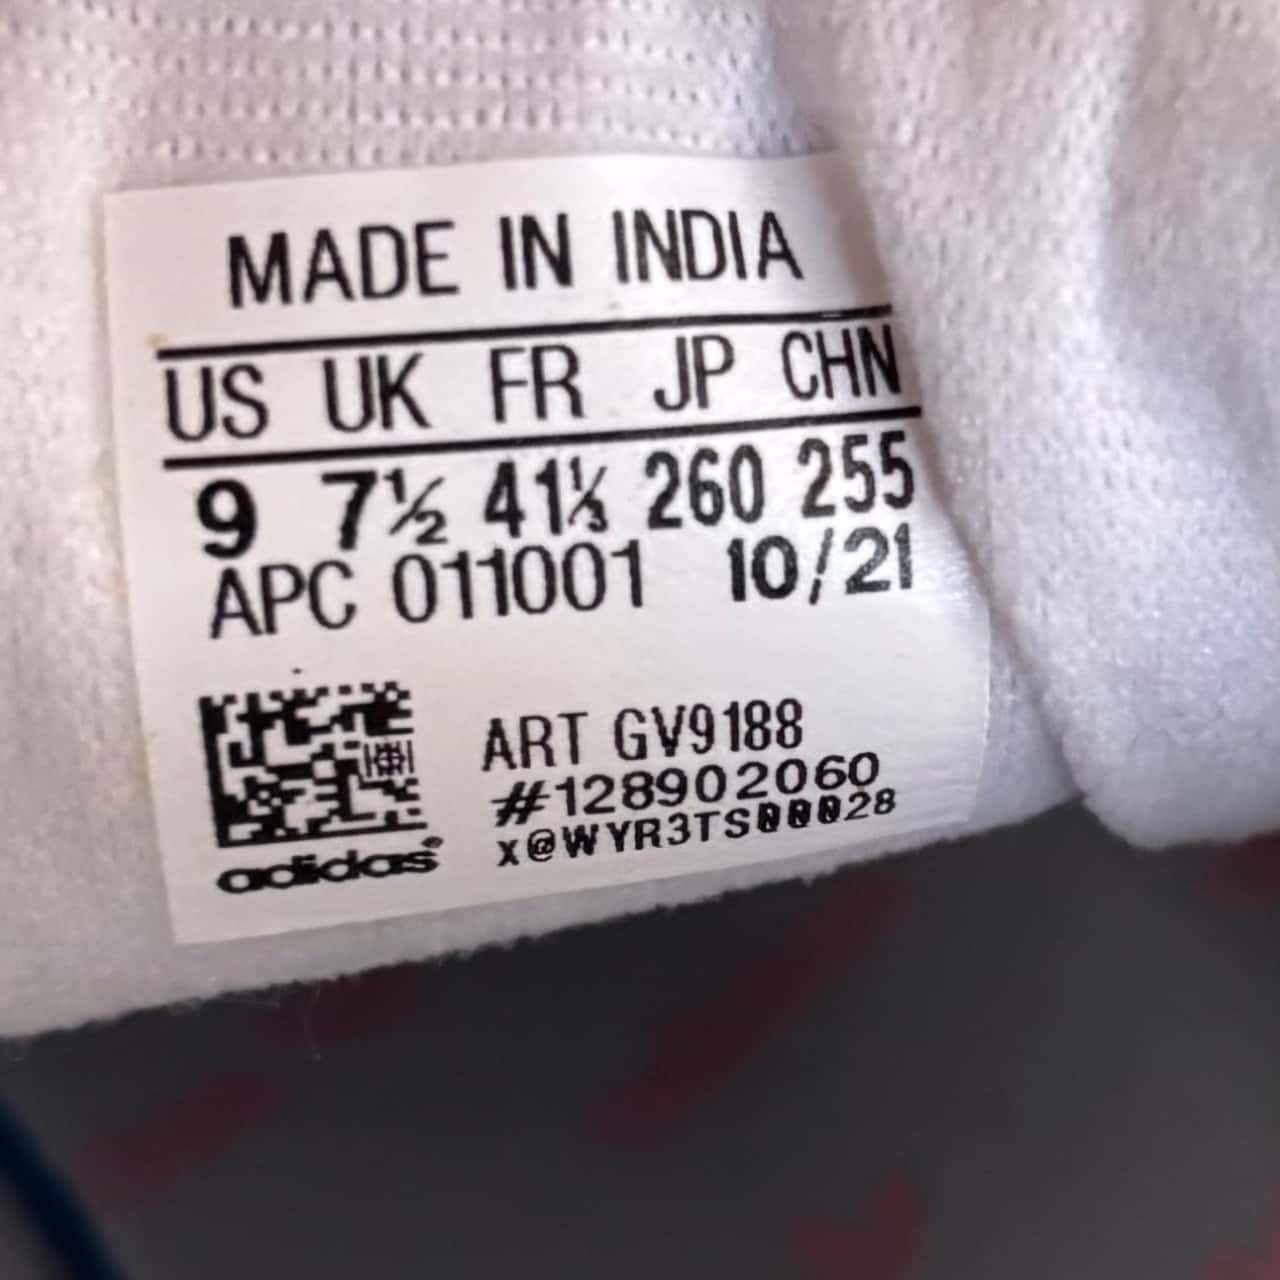 MADE IN INDIA
US UK FR JP CHN
9 7½ 41⅓ 260 255
APC 011001 10/21
ART GV9188
#128902060
x@WYR3TS00028
adidas®